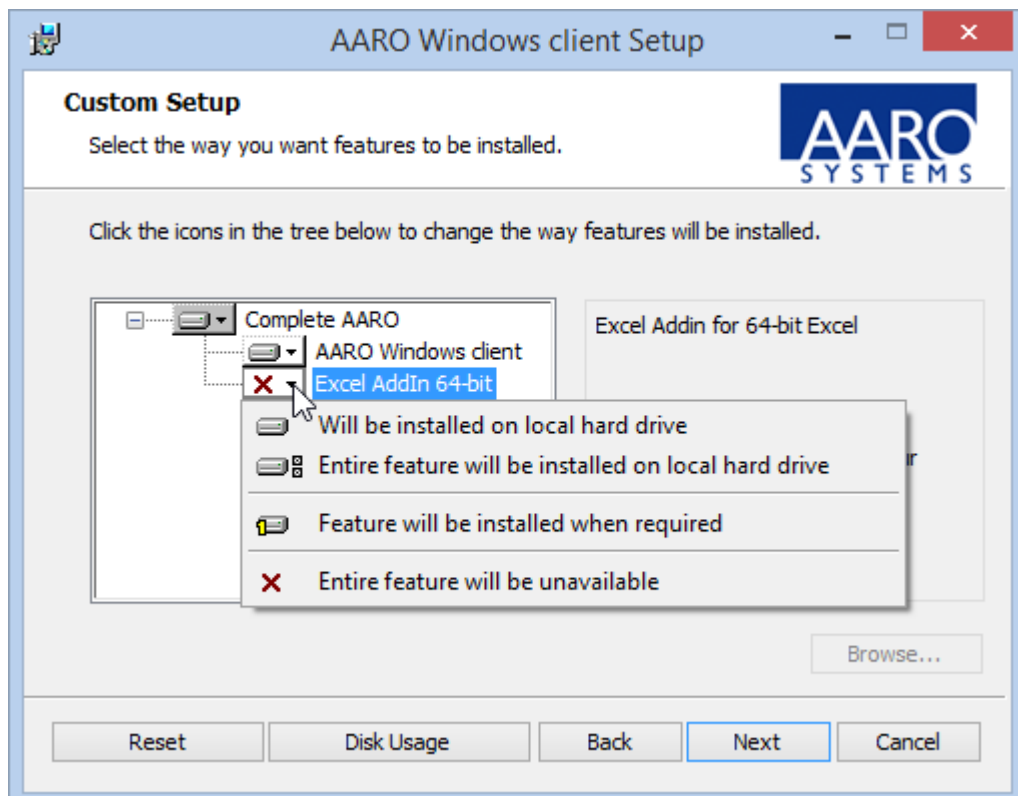 AARO Windows client Setup
Custom Setup
Select the way you want features to be installed.
AARO
SYSTEMS
Click the icons in the tree below to change the way features will be installed.
Complete AARO
AARO Windows client
Excel AddIn 64-bit
Excel Addin for 64-bit Excel
Will be installed on local hard drive
Entire feature will be installed on local hard drive
Feature will be installed when required
Entire feature will be unavailable
Browse...
Reset
Disk Usage
Back
Next
Cancel